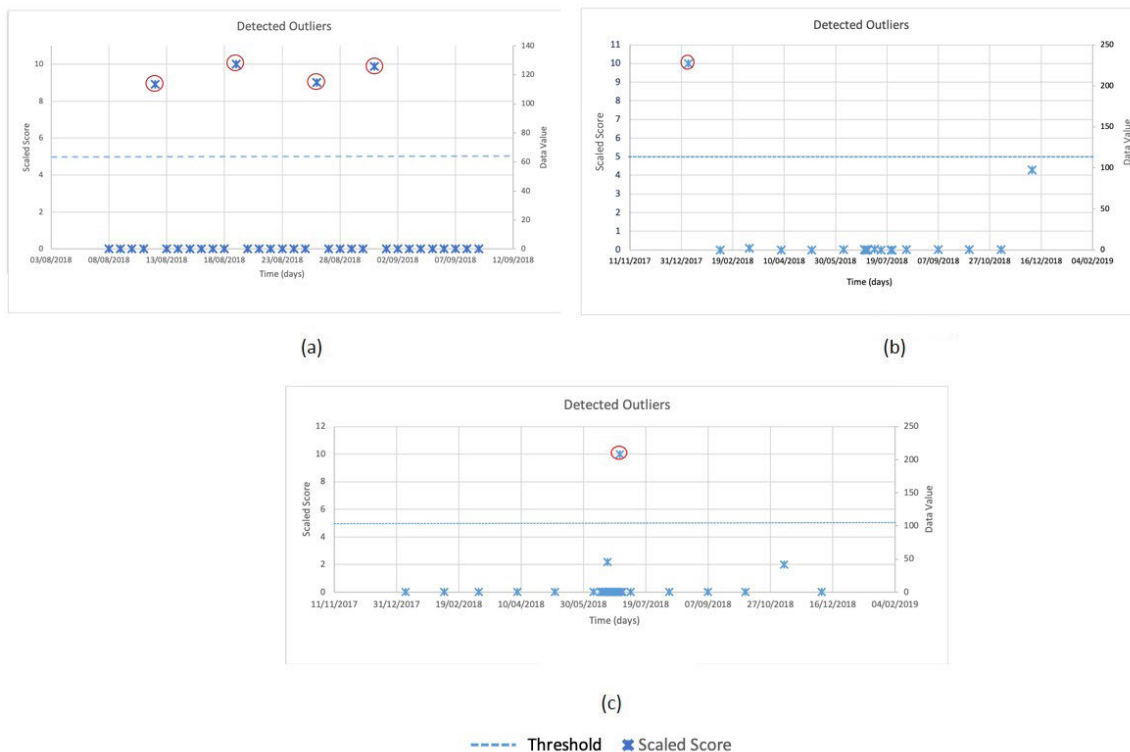 Detected Outliers
10
8
6
4
2
0
Scaled Score
140
120
100
80
60
40
20
0
Data Value
03/08/2018 08/08/2018 13/08/2018 18/08/2018 23/08/2018 28/08/2018 02/09/2018 07/09/2018 12/09/2018
Time (days)
(a)
Detected Outliers
11
10
9
8
7
6
5
4
3
2
1
0
Scaled Score
250
200
150
100
50
0
Data Value
11/11/2017 31/12/2017 19/02/2018 10/04/2018 30/05/2018 19/07/2018 07/09/2018 27/10/2018 16/12/2018 04/02/2019
Time (days)
(b)
Detected Outliers
12
10
8
6
4
2
0
Scaled Score
250
200
150
100
50
0
Data Value
11/11/2017 31/12/2017 19/02/2018 10/04/2018 30/05/2018 19/07/2018 07/09/2018 27/10/2018 16/12/2018 04/02/2019
Time (days)
(c)
Threshold Scaled Score